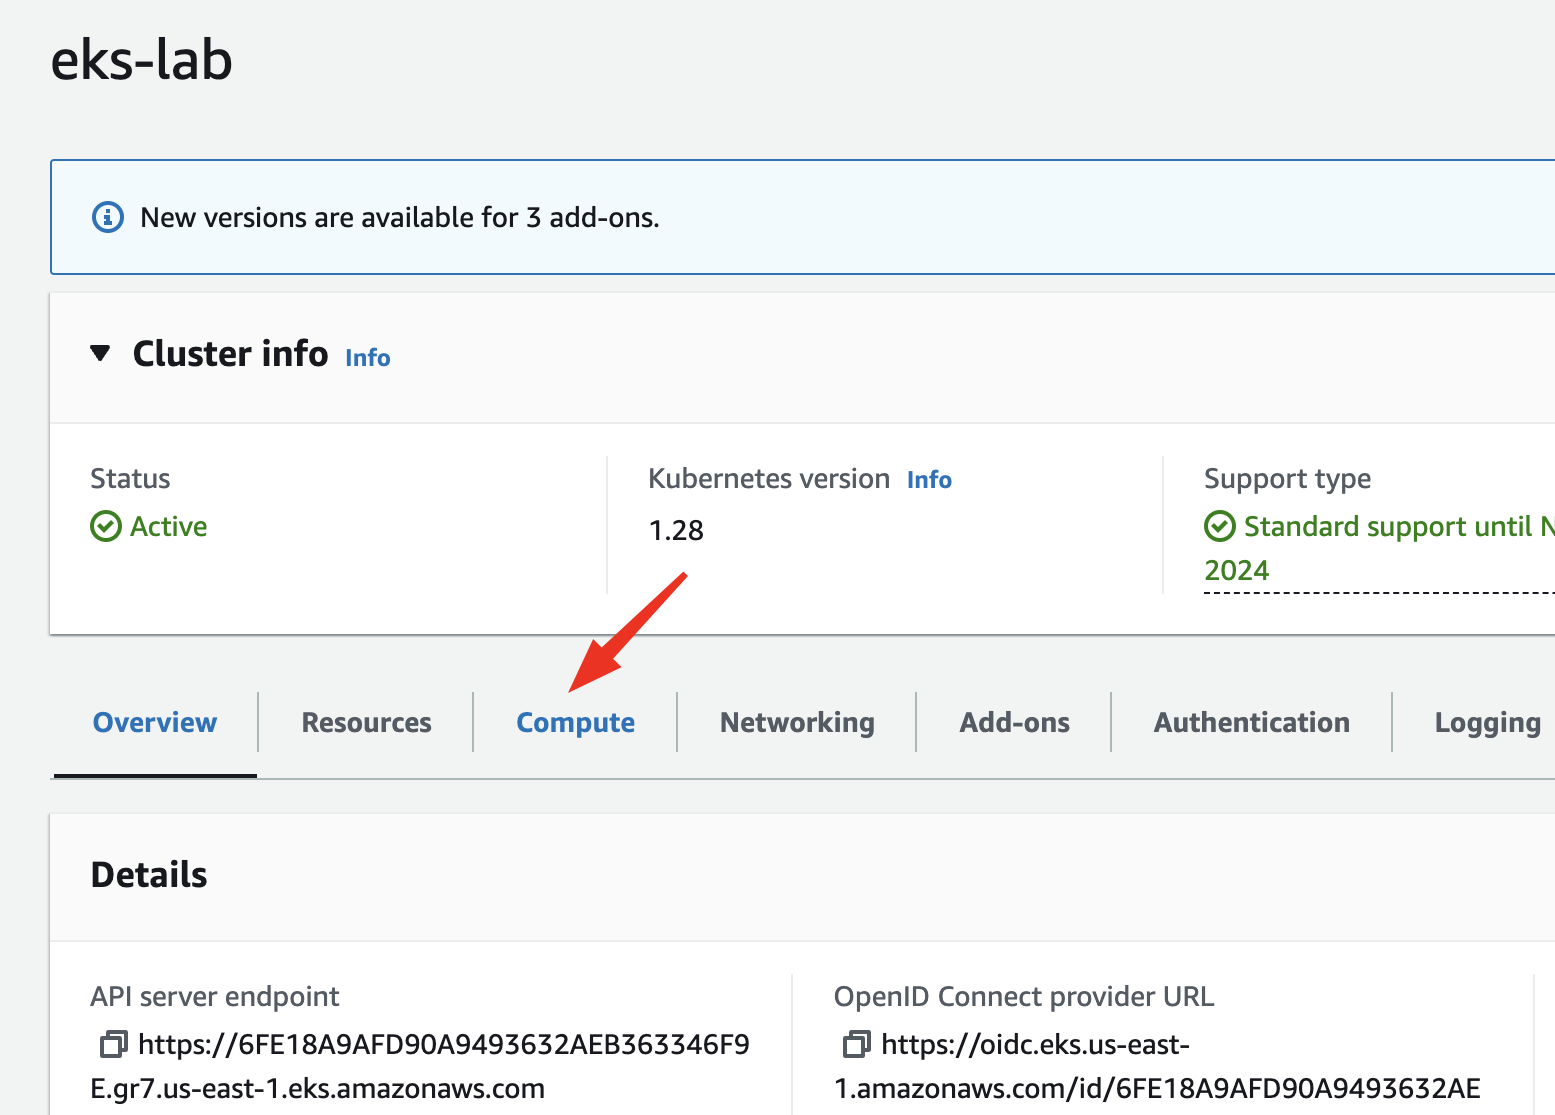 eks-lab
New versions are available for 3 add-ons.
Cluster info Info
Status
Active
Kubernetes version Info
1.28
Support type
Standard support until
2024
Overview Resources Compute Networking Add-ons Authentication Logging
Details
API server endpoint
https://6FE18A9AFD90A9493632AEB363346F9
E.gr7.us-east-1.eks.amazonaws.com
OpenID Connect provider URL
https://oidc.eks.us-east-
1.amazonaws.com/id/6FE18A9AFD90A9493632AE